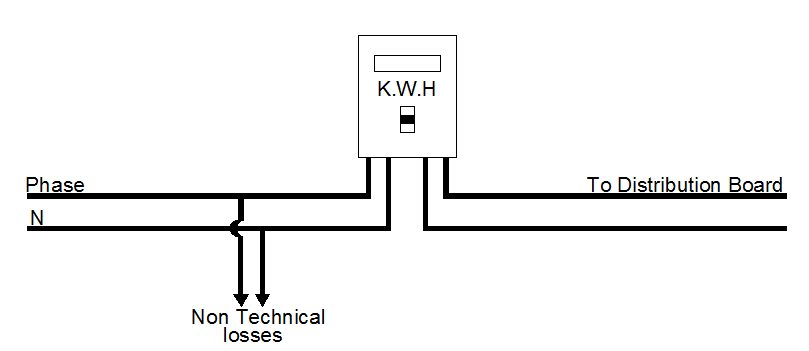 K.W.H
Phase
To Distribution Board
N
Non Technical
losses